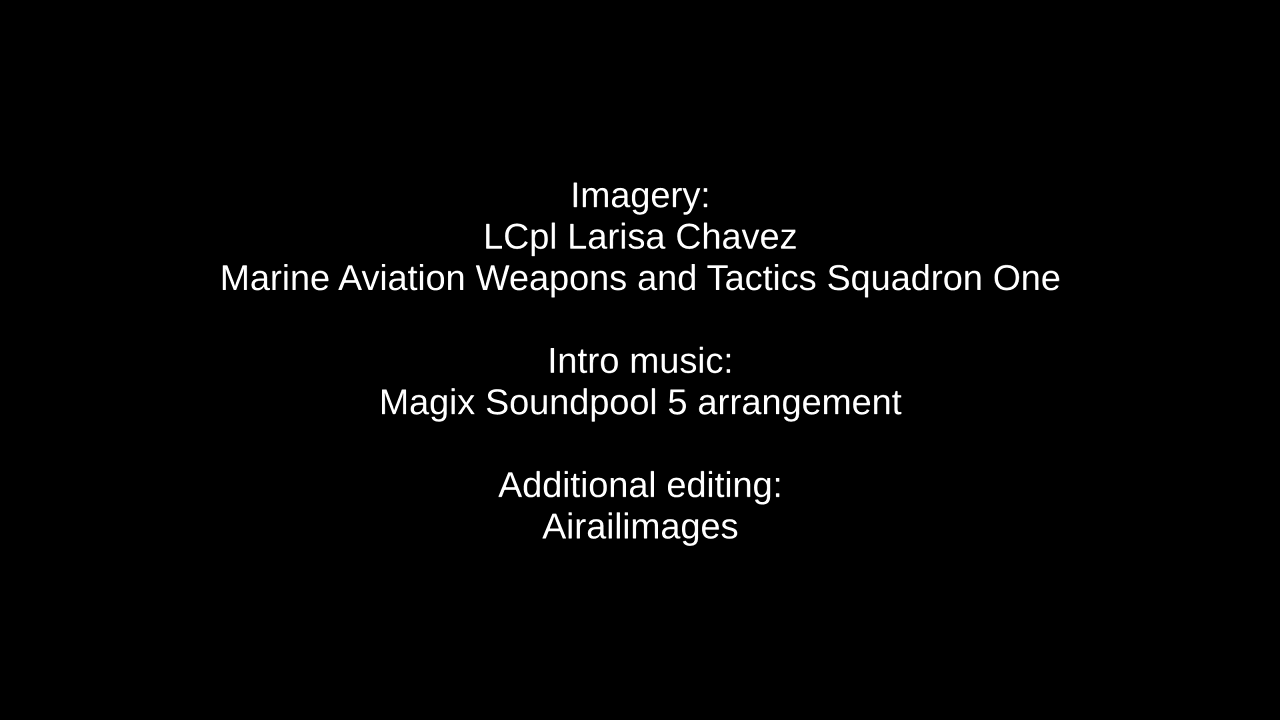 Imagery:
LCpl Larisa Chavez
Marine Aviation Weapons and Tactics Squadron One
Intro music:
Magix Soundpool 5 arrangement
Additional editing:
Airailimages